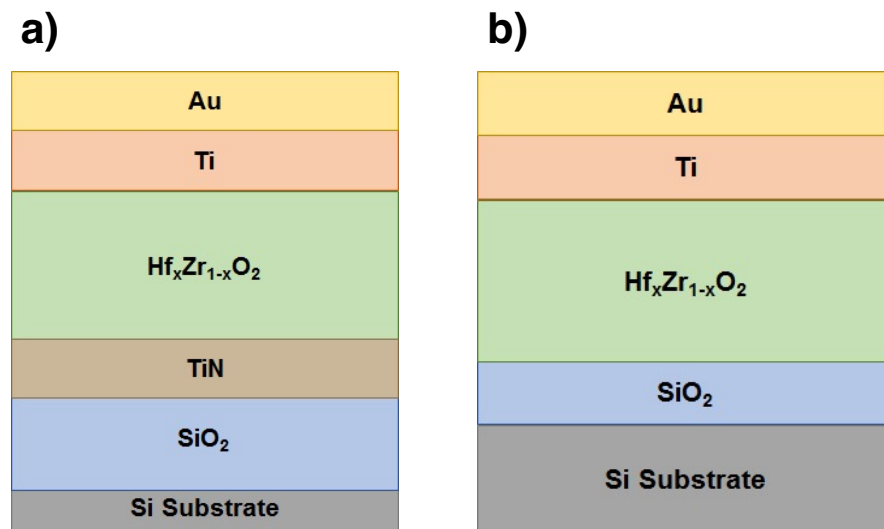 a)
Au
Ti
HfₓZr₁₋ₓO₂
TiN
SiO₂
Si Substrate
b)
Au
Ti
HfₓZr₁₋ₓO₂
SiO₂
Si Substrate